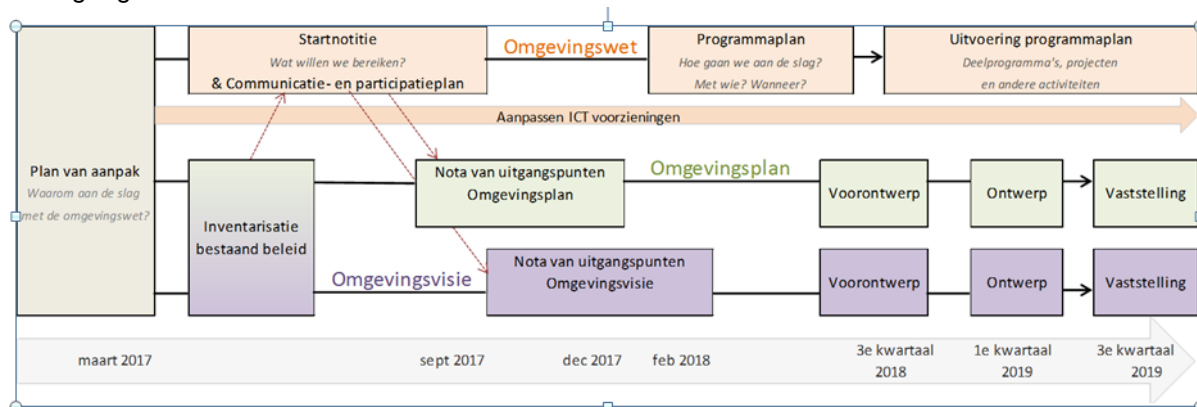 Startnotitie
Wat willen we bereiken?
& Communicatie- en participatieplan
Omgevingswet
Programmaplan
Hoe gaan we aan de slag?
Met wie? Wanneer?
Uitvoering programmaplan
Deelprogramma's, projecten
en andere activiteiten
Aanpassen ICT voorzieningen
Plan van aanpak
Waarom aan de slag
met de omgevingswet?
Inventarisatie
bestaand beleid
Nota van uitgangspunten
Omgevingsplan
Omgevingsplan
Voorontwerp
Ontwerp
Vaststelling
Omgevingsvisie
Nota van uitgangspunten
Omgevingsvisie
Voorontwerp
Ontwerp
Vaststelling
maart 2017
sept 2017
dec 2017
feb 2018
3e kwartaal
2018
1e kwartaal
2019
3e kwartaal
2019